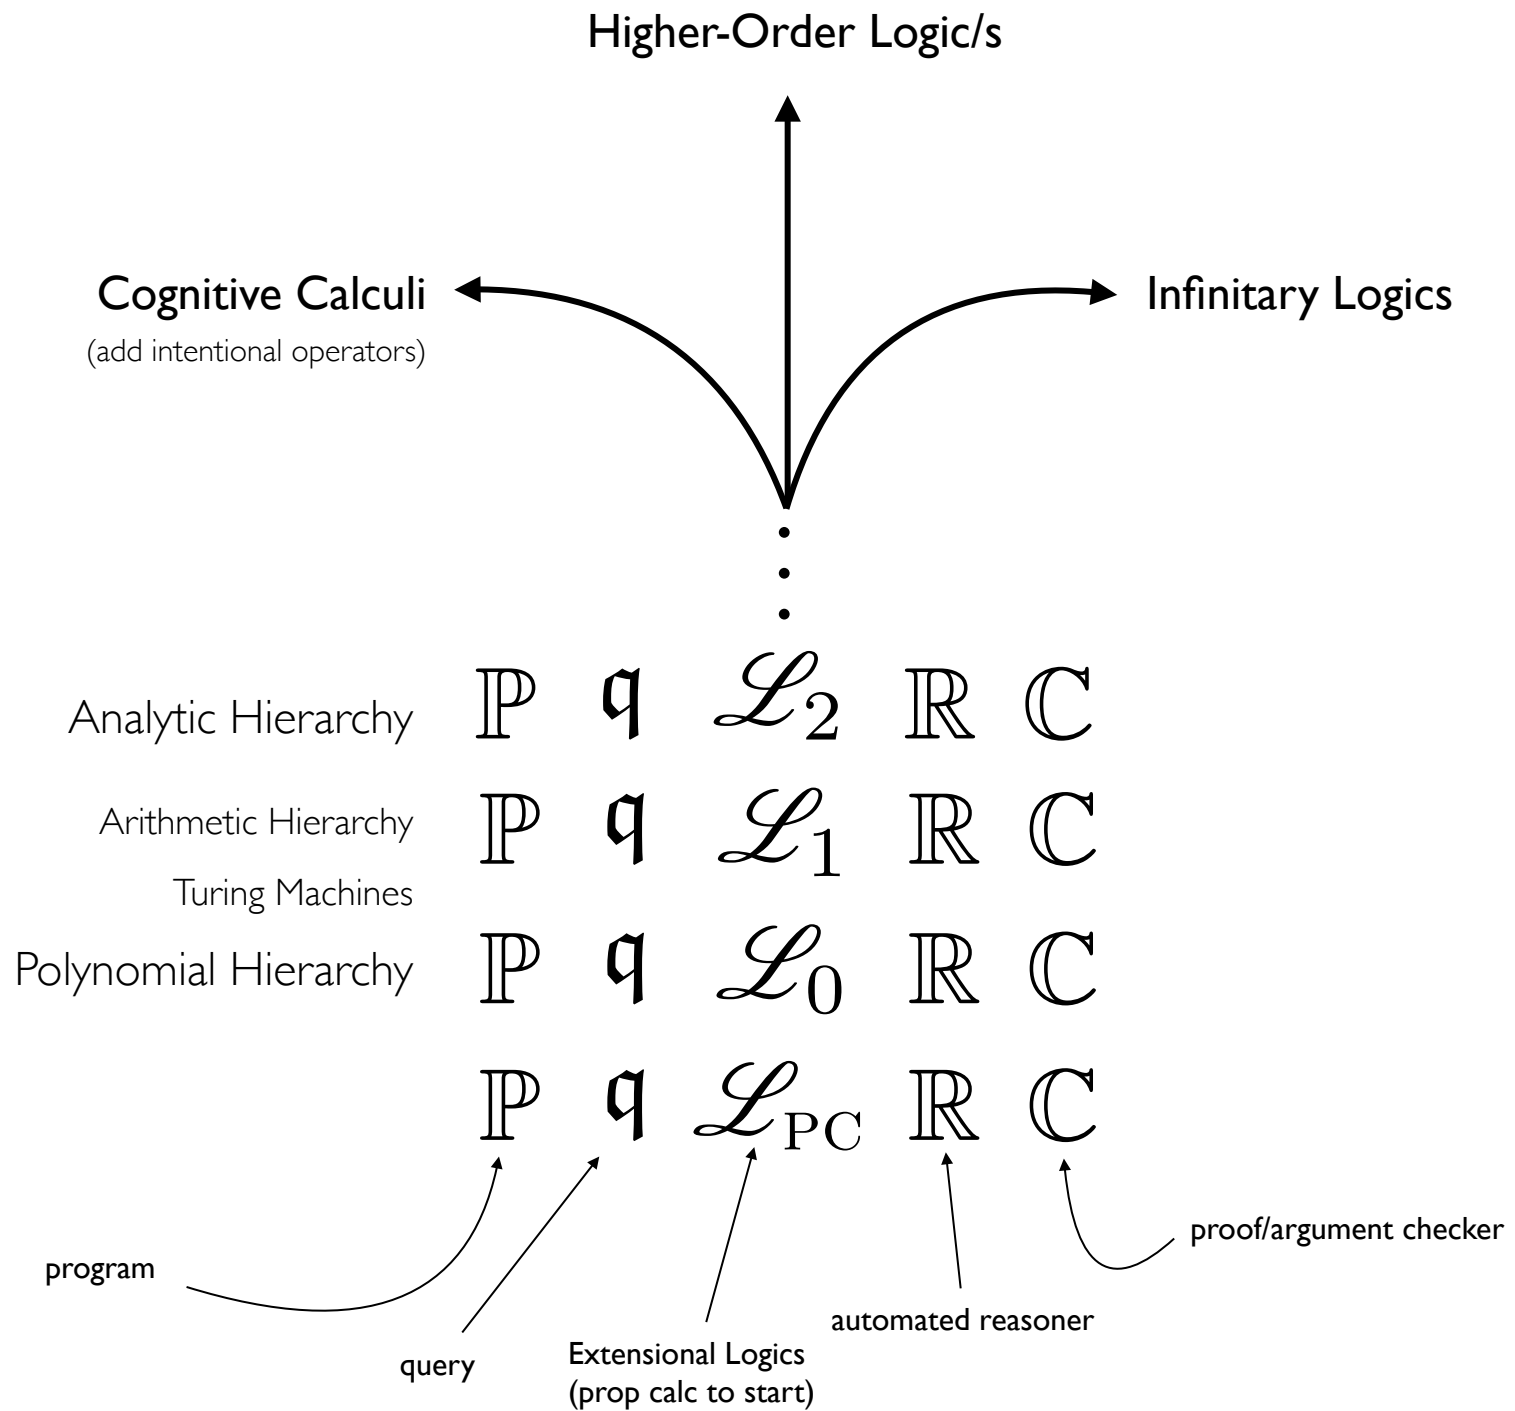 Higher-Order Logic/s
Cognitive Calculi
(add intentional operators)
Infinitary Logics
Analytic Hierarchy ℙ 𝔮 ℒ₂ ℝ ℂ
Arithmetic Hierarchy ℙ 𝔮 ℒ₁ ℝ ℂ
Turing Machines
Polynomial Hierarchy ℙ 𝔮 ℒ₀ ℝ ℂ
ℙ 𝔮 ℒPC ℝ ℂ
program
query
Extensional Logics
(prop calc to start)
automated reasoner
proof/argument checker